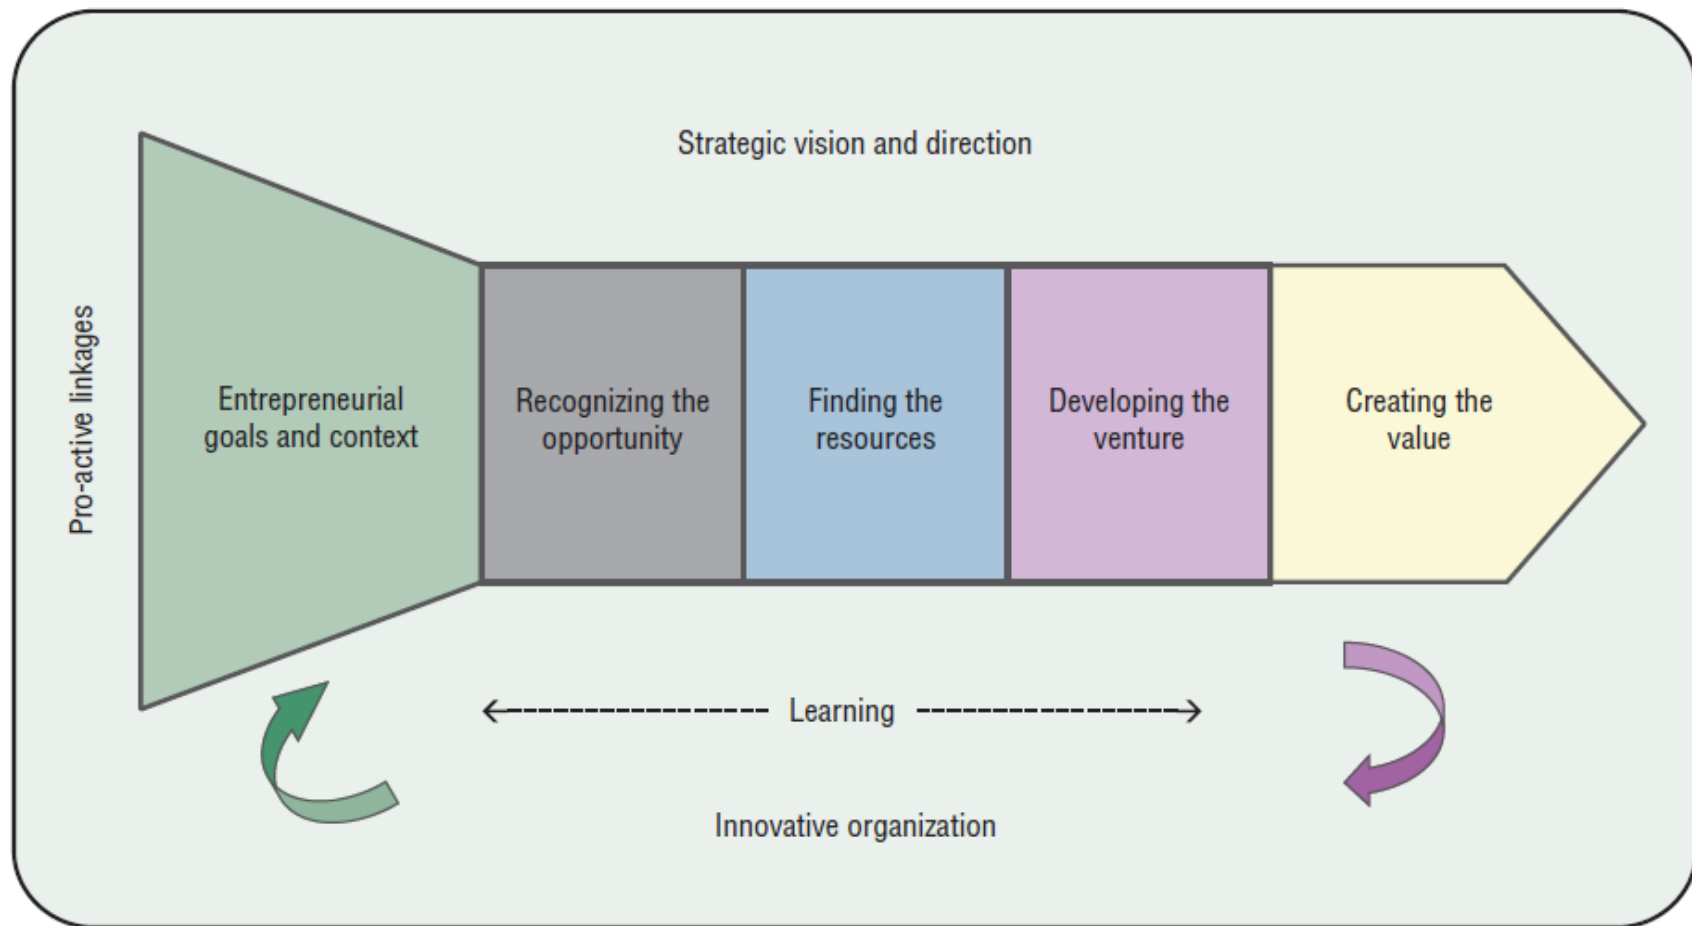 Strategic vision and direction
Pro-active linkages
Entrepreneurial
goals and context
Recognizing the
opportunity
Finding the
resources
Developing the
venture
Creating the
value
Learning
Innovative organization